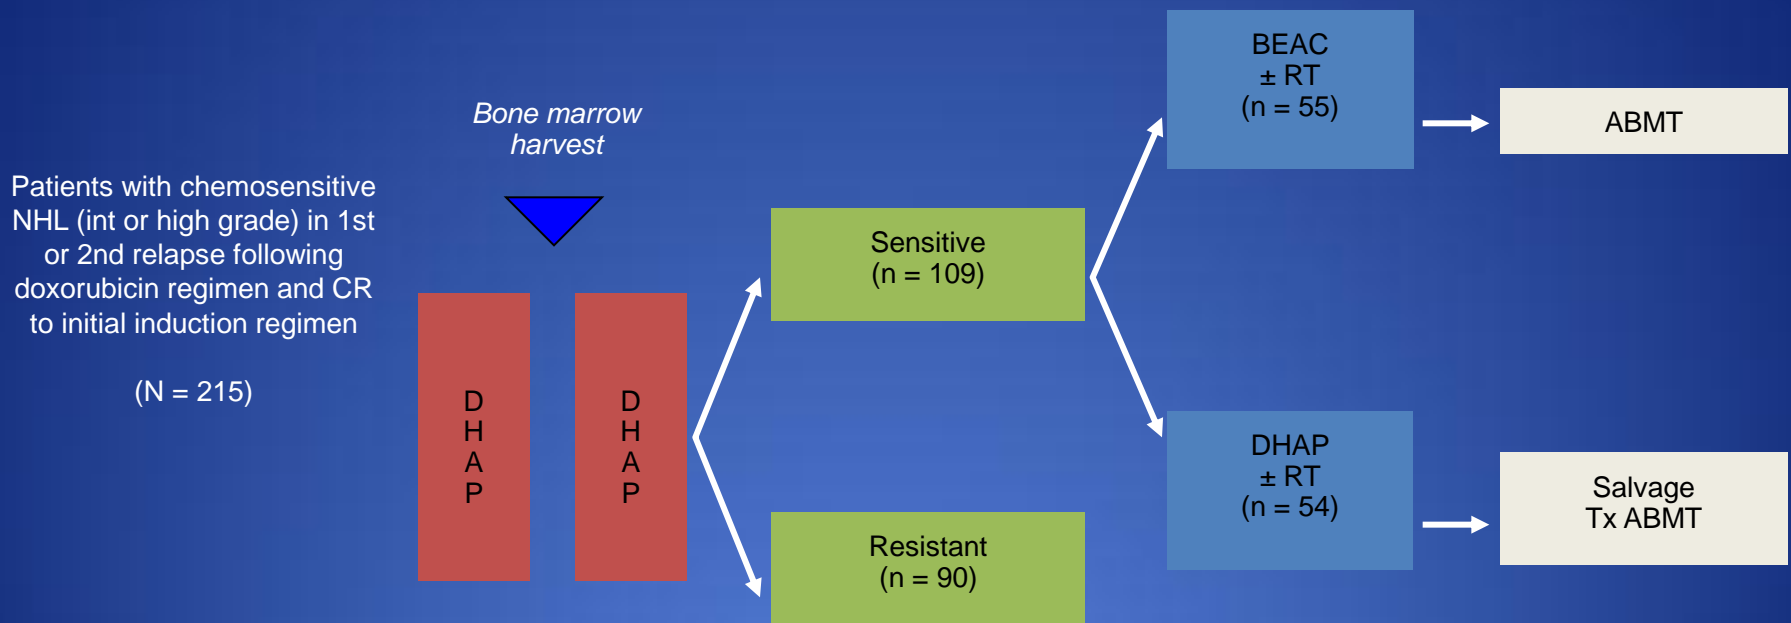 Patients with chemosensitive
NHL (int or high grade) in 1st
or 2nd relapse following
doxorubicin regimen and CR
to initial induction regimen
(N = 215)
Bone marrow
harvest
D
H
A
P
D
H
A
P
Sensitive
(n = 109)
Resistant
(n = 90)
BEAC
± RT
(n = 55)
ABMT
DHAP
± RT
(n = 54)
Salvage
Tx ABMT